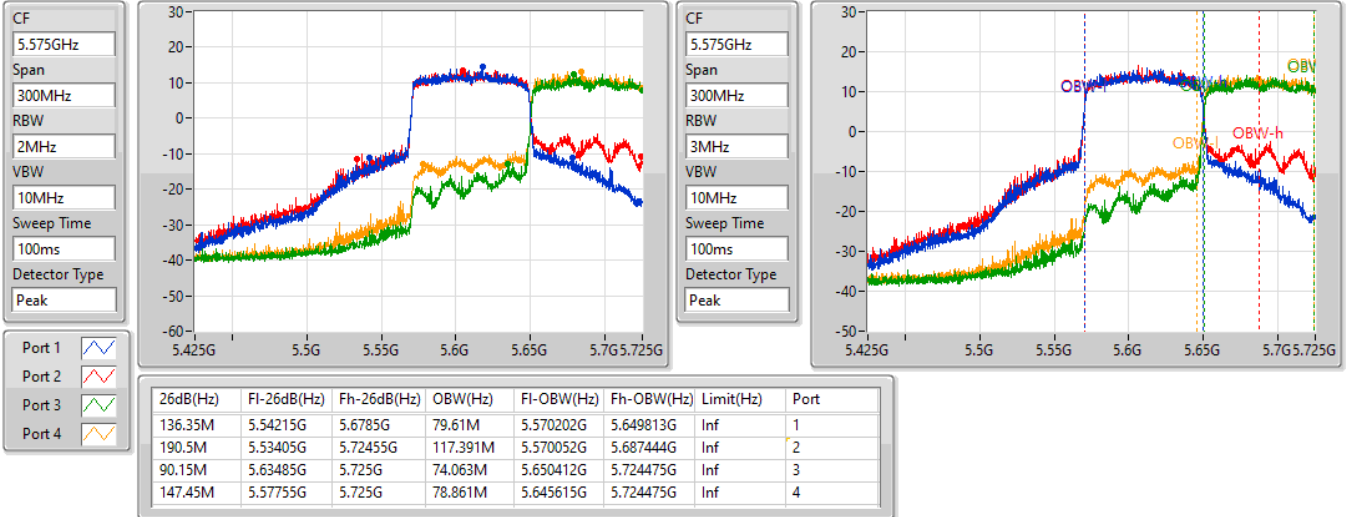 CF
5.575GHz
Span
300MHz
RBW
2MHz
VBW
10MHz
Sweep Time
100ms
Detector Type
Peak
30
20
10
0
-10
-20
-30
-40
-50
-60
5.425G 5.5G 5.55G 5.6G 5.65G 5.7G 5.725G
CF
5.575GHz
Span
300MHz
RBW
3MHz
VBW
10MHz
Sweep Time
100ms
Detector Type
Peak
30
20
10
0
-10
-20
-30
-40
-50
5.425G 5.5G 5.55G 5.6G 5.65G 5.7G 5.725G
OBW-h
Port 1
Port 2
Port 3
Port 4
26dB(Hz) Fl-26dB(Hz) Fh-26dB(Hz) OBW(Hz) Fl-OBW(Hz) Fh-OBW(Hz) Limit(Hz) Port
136.35M 5.54215G 5.6785G 79.61M 5.570202G 5.649813G Inf 1
190.5M 5.53405G 5.72455G 117.391M 5.570052G 5.687444G Inf 2
90.15M 5.63485G 5.725G 74.063M 5.650412G 5.724475G Inf 3
147.45M 5.57755G 5.725G 78.861M 5.645615G 5.724475G Inf 4